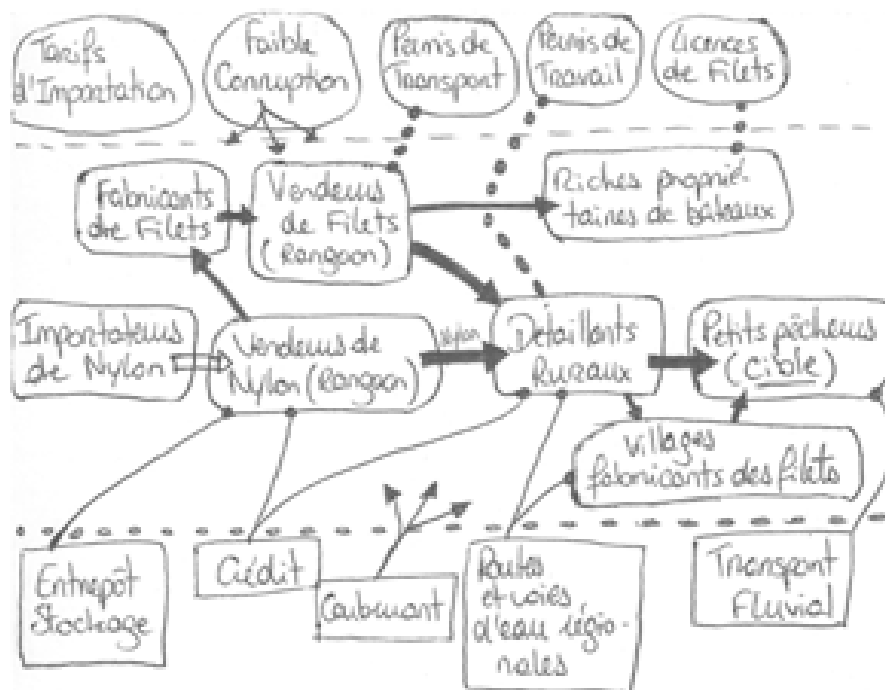 Tarifs
d'Importation
Faible
Corruption
Permis de
Transport
Permis de
Travail
Licences
de Filets
Fabricants
de Filets
Vendeurs
de Filets
(Rangoon)
Riches proprié-
taires de bateaux
Importateurs
de Nylon
Vendeurs de
Nylon (Rangoon)
Nylon
Détaillants
Ruraux
Petits pêcheurs
(Cible)
Villages
fabricants des filets
Entrepôt
Stockage
Crédit
Carburant
Routes
et voies
d'eau régio-
nales
Transport
Fluvial